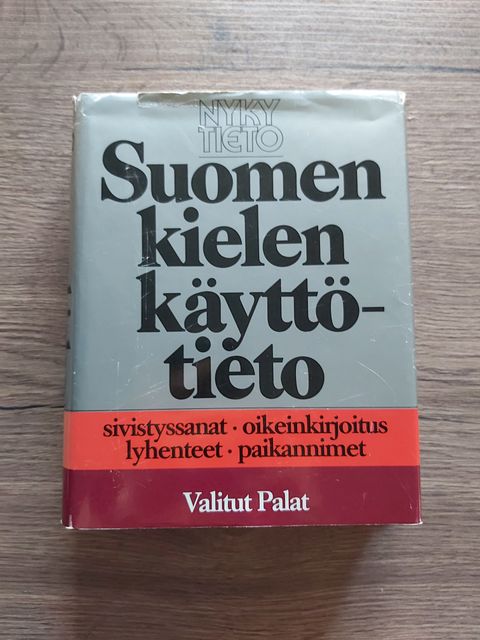 NYKY
TIETO
Suomen
kielen
käyttö-
tieto
sivistyssanat · oikeinkirjoitus
lyhenteet · paikannimet
Valitut Palat